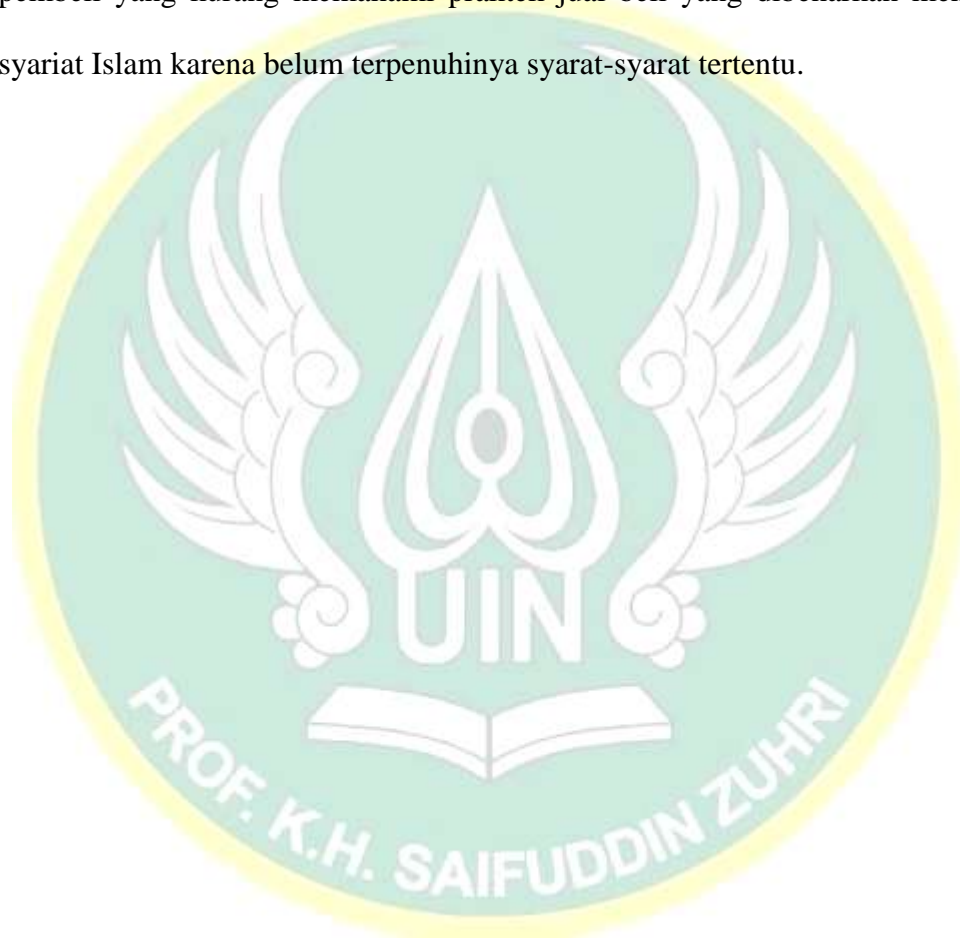 yang kurang memahami praktek jual beli yang dibenarkan
syariat Islam karena belum terpenuhinya syarat-syarat tertentu.
UIN
PROF. K.H. SAIFUDDIN ZUHRI